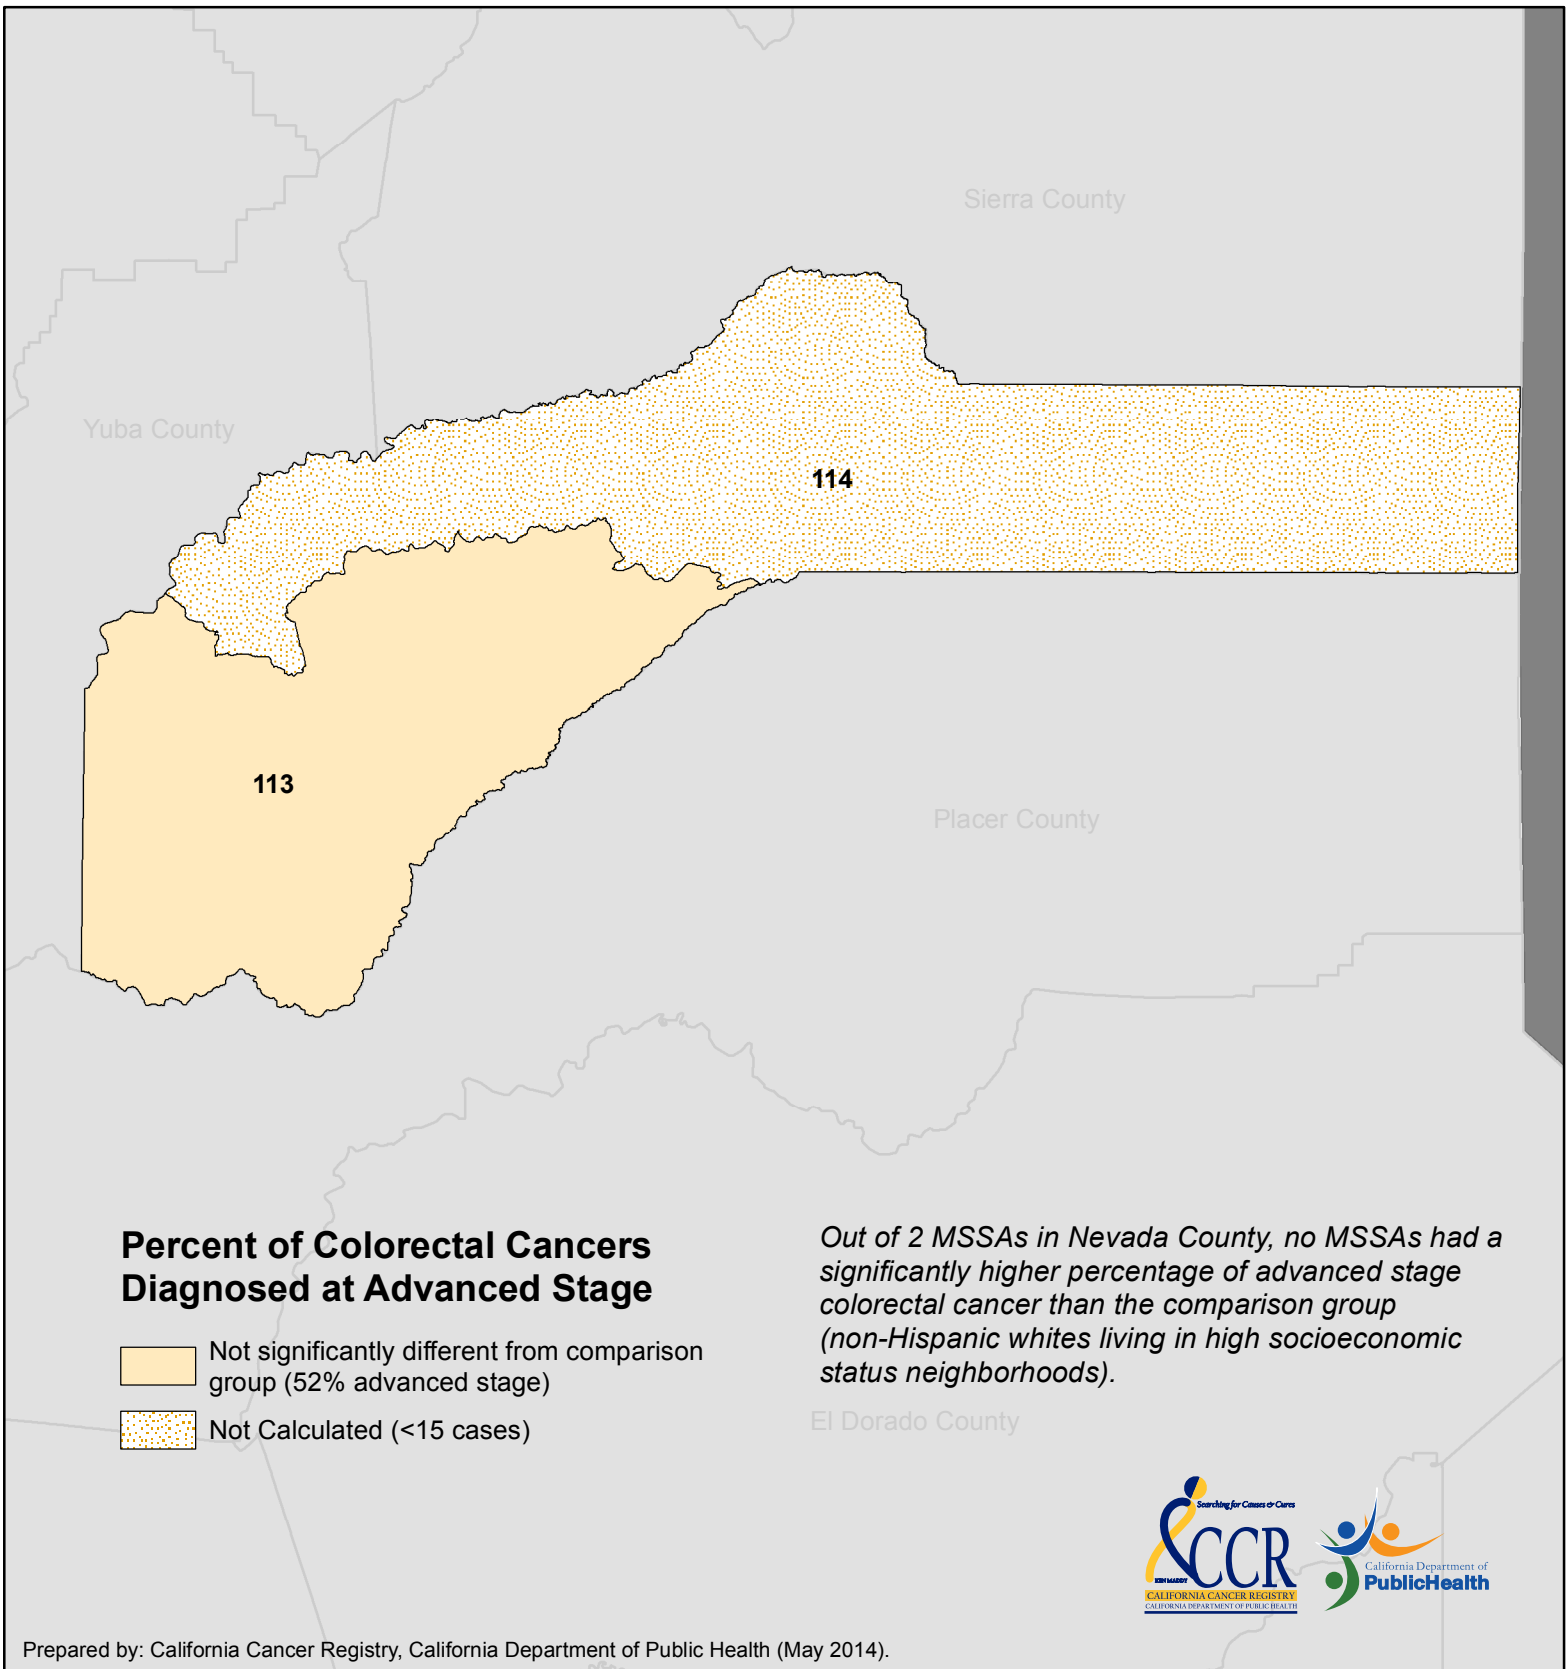 Sierra County
Yuba County
114
113
Placer County
Percent of Colorectal Cancers
Diagnosed at Advanced Stage
Not significantly different from comparison
group (52% advanced stage)
Not Calculated (<15 cases)
Out of 2 MSSAs in Nevada County, no MSSAs had a
significantly higher percentage of advanced stage
colorectal cancer than the comparison group
(non-Hispanic whites living in high socioeconomic
status neighborhoods).
El Dorado County
Searching for Causes & Cures
KEN MADDY
CCR
CALIFORNIA CANCER REGISTRY
CALIFORNIA DEPARTMENT OF PUBLIC HEALTH
California Department of
PublicHealth
Prepared by: California Cancer Registry, California Department of Public Health (May 2014).